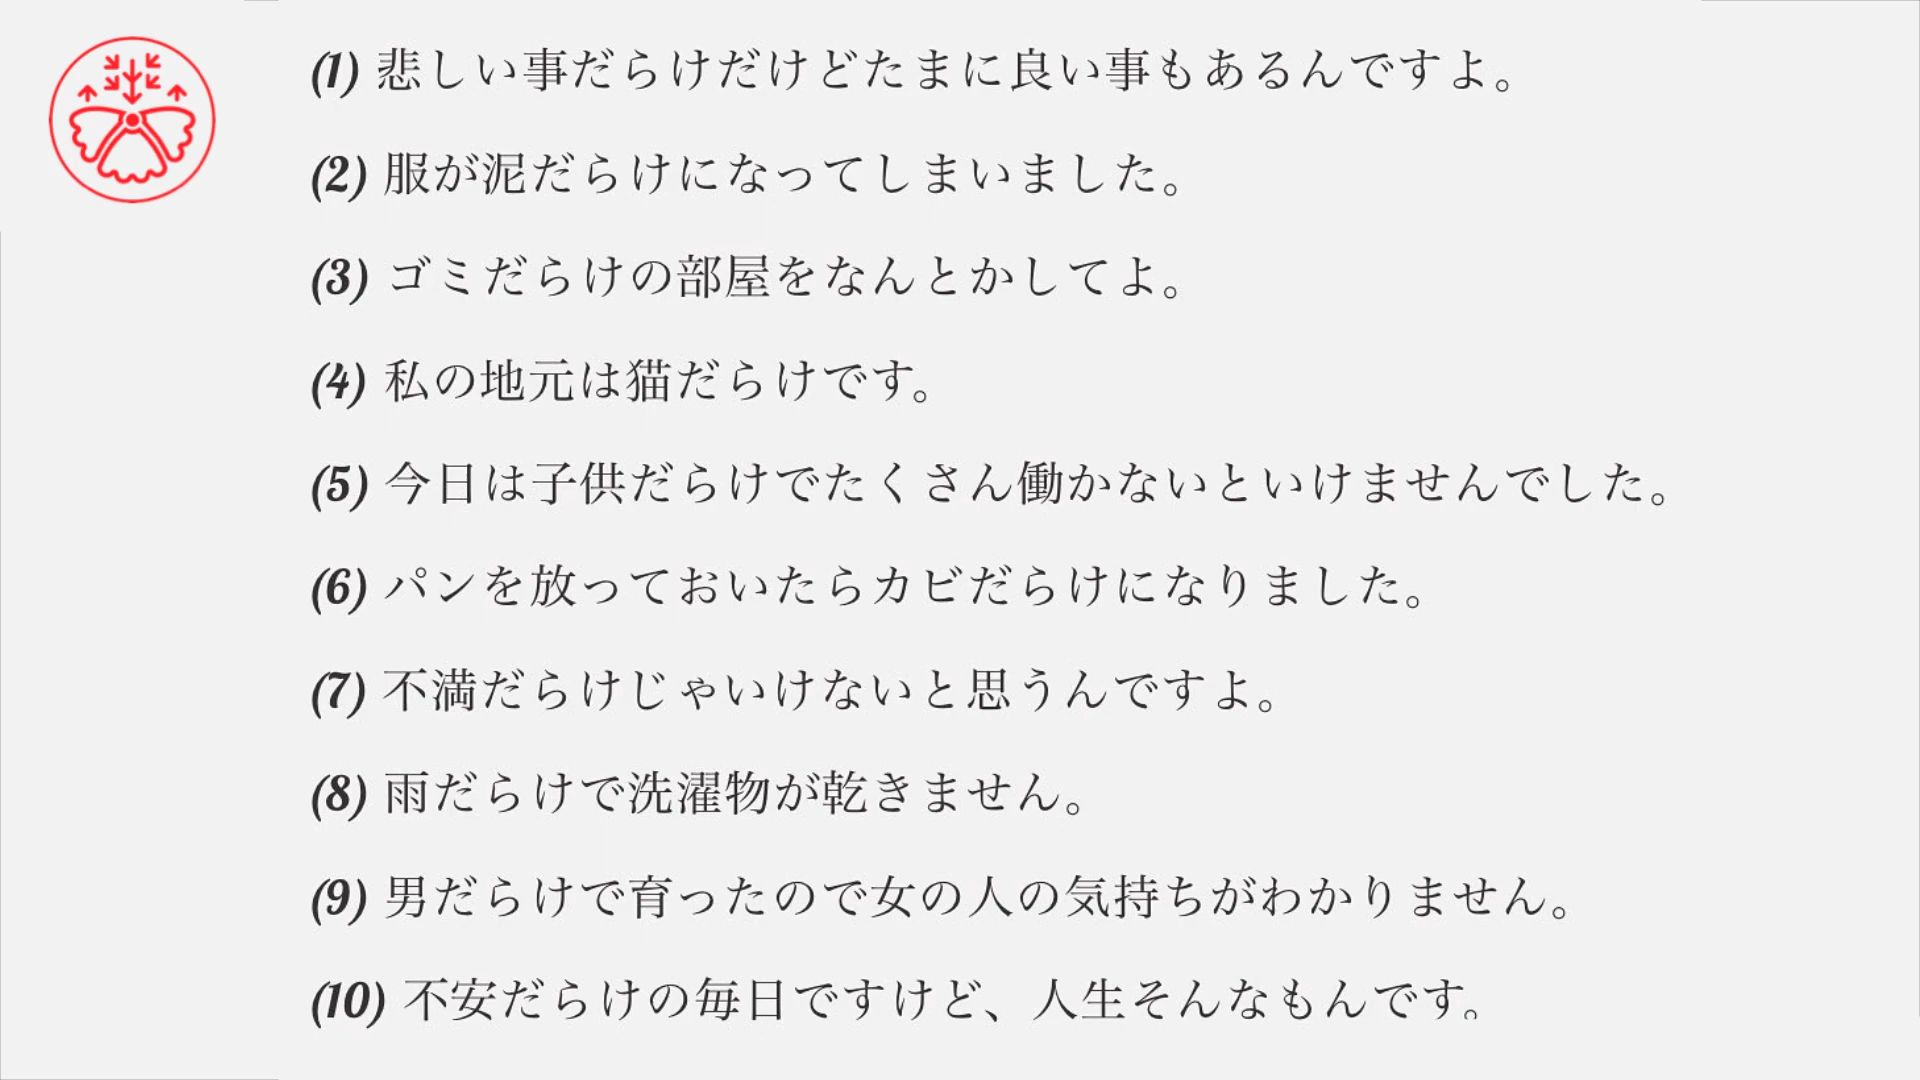 (1) 悲しい事だらけだけどたまに良い事もあるんですよ。
(2) 服が泥だらけになってしまいました。
(3) ゴミだらけの部屋をなんとかしてよ。
(4) 私の地元は猫だらけです。
(5) 今日は子供だらけでたくさん働かないといけませんでした。
(6) パンを放っておいたらカビだらけになりました。
(7) 不満だらけじゃいけないと思うんですよ。
(8) 雨だらけで洗濯物が乾きません。
(9) 男だらけで育ったので女の人の気持ちがわかりません。
(10) 不安だらけの毎日ですけど、人生そんなもんです。